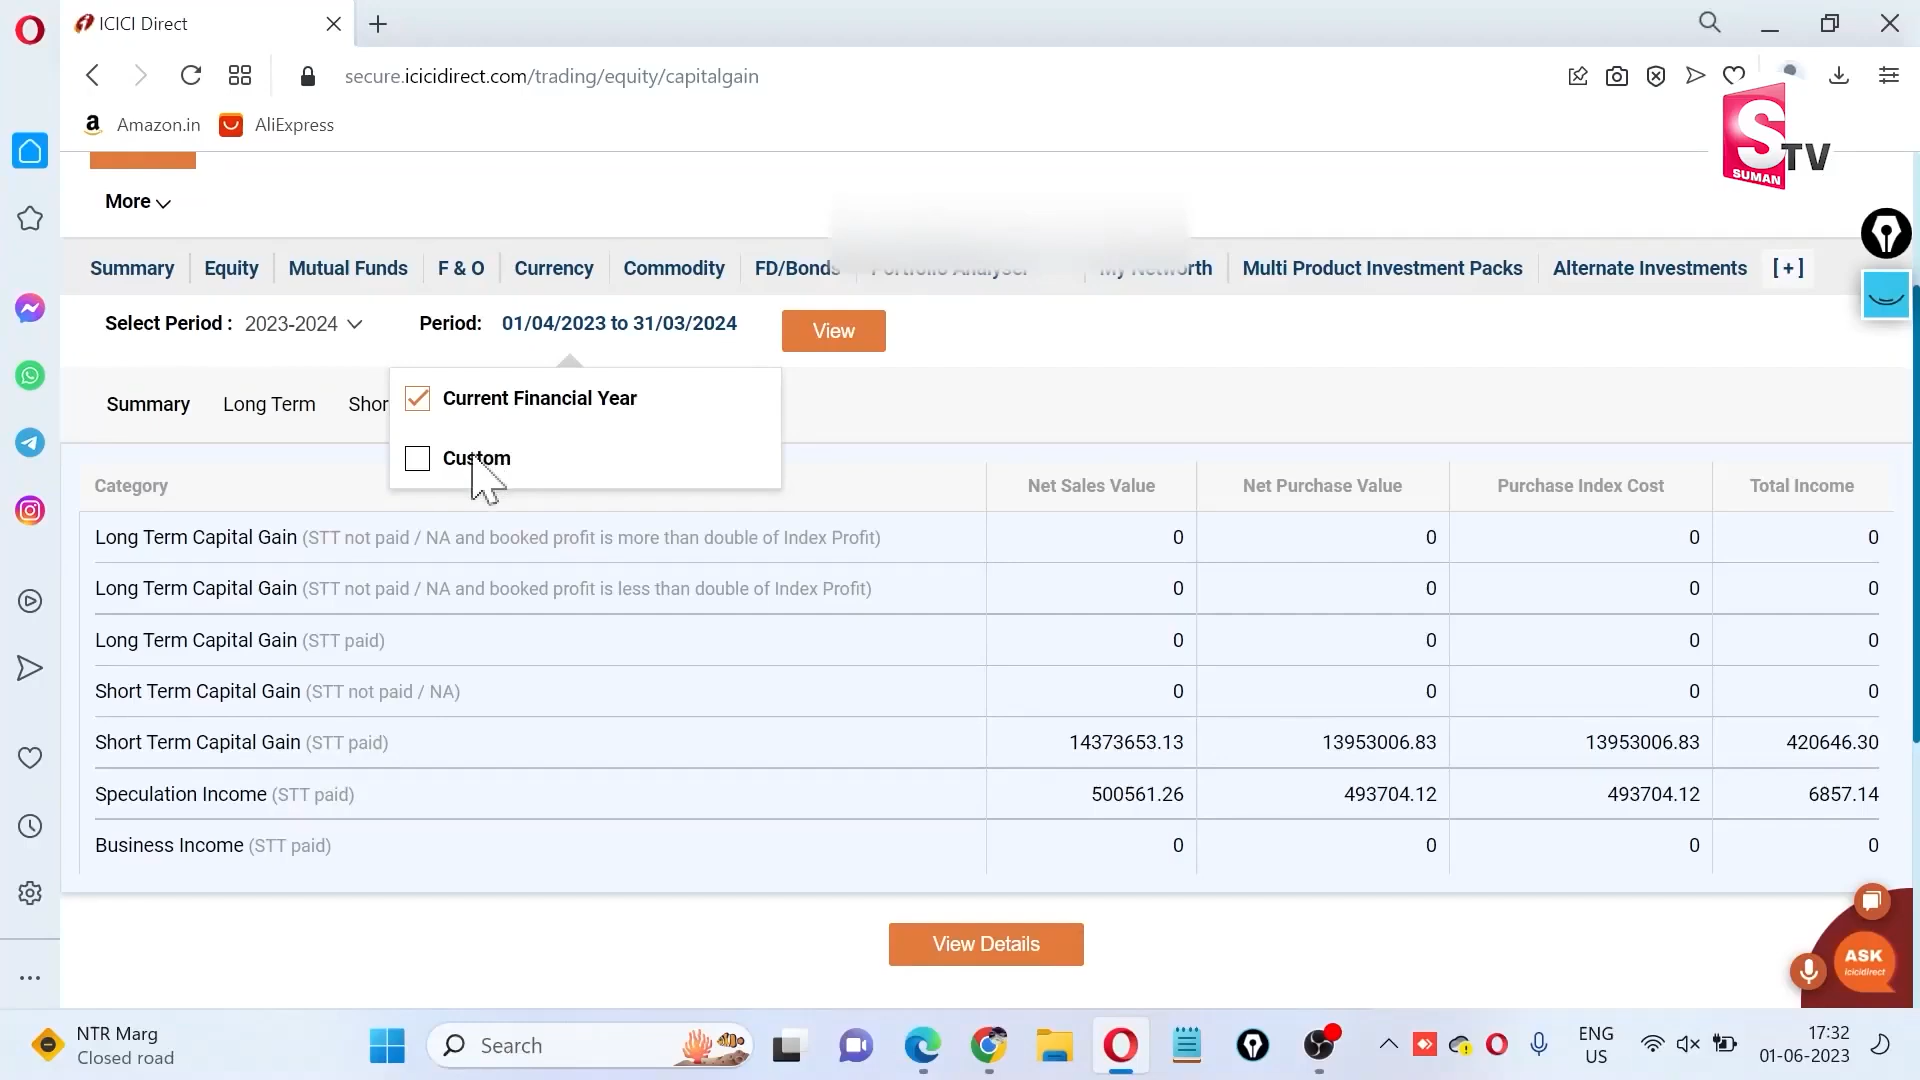 ICICI Direct
secure.icicidirect.com/trading/equity/capitalgain
S TV
SUMAN
a Amazon.in AliExpress
More
Summary Equity Mutual Funds F & O Currency Commodity FD/Bonds Portfolio Analyser My Networth Multi Product Investment Packs Alternate Investments [ + ]
Select Period : 2023-2024 Period: 01/04/2023 to 31/03/2024 View
Summary Long Term Shor
Current Financial Year
Custom
Category Net Sales Value Net Purchase Value Purchase Index Cost Total Income
Long Term Capital Gain (STT not paid / NA and booked profit is more than double of Index Profit) 0 0 0 0
Long Term Capital Gain (STT not paid / NA and booked profit is less than double of Index Profit) 0 0 0 0
Long Term Capital Gain (STT paid) 0 0 0 0
Short Term Capital Gain (STT not paid / NA) 0 0 0 0
Short Term Capital Gain (STT paid) 14373653.13 13953006.83 13953006.83 420646.30
Speculation Income (STT paid) 500561.26 493704.12 493704.12 6857.14
Business Income (STT paid) 0 0 0 0
View Details
ASK
icicidirect
NTR Marg
Closed road
Search
ENG
US
17:32
01-06-2023